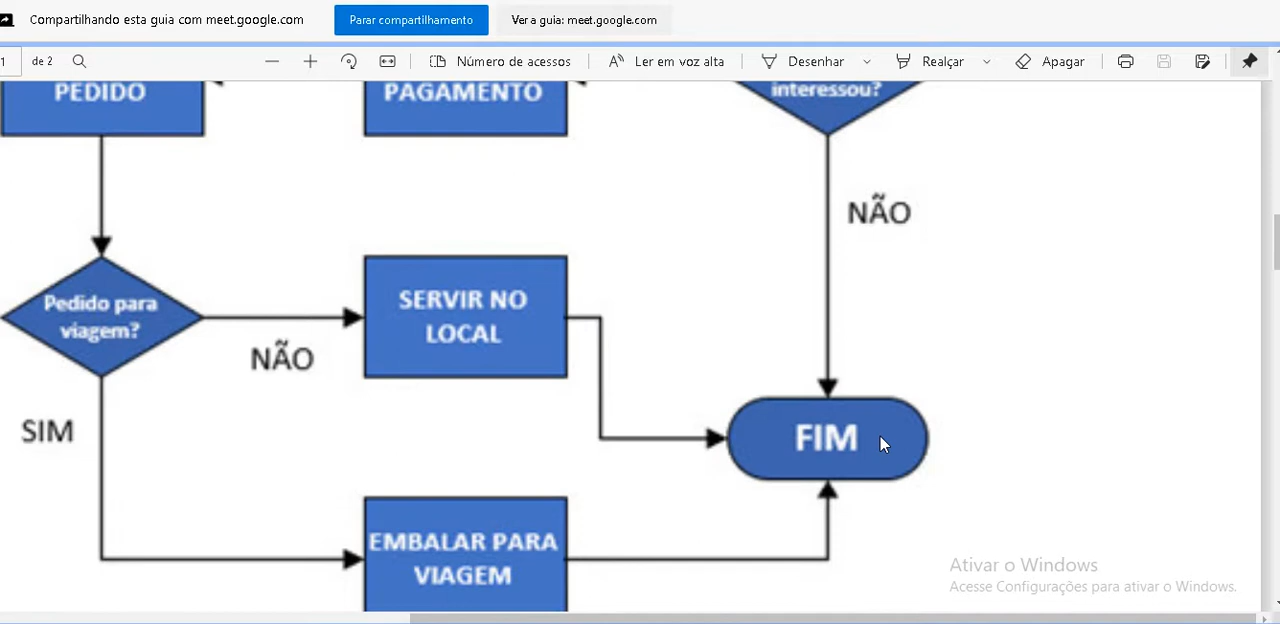 Compartilhando esta guia com meet.google.com
Parar compartilhamento
Ver a guia: meet.google.com
1 de 2
Número de acessos
Ler em voz alta
Desenhar
Realçar
Apagar
PEDIDO
PAGAMENTO
interessou?
NÃO
Pedido para
viagem?
NÃO
SERVIR NO
LOCAL
SIM
FIM
EMBALAR PARA
VIAGEM
Ativar o Windows
Acesse Configurações para ativar o Windows.